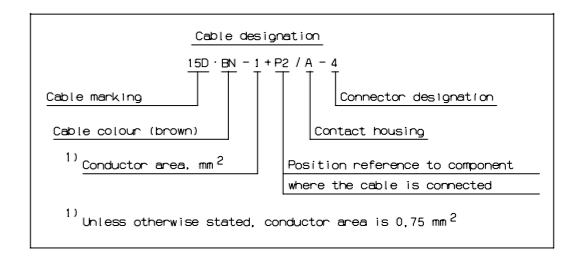 Cable designation
15D · BN - 1 + P2 / A - 4
Cable marking
Connector designation
Cable colour (brown)
Contact housing
1) Conductor area, mm 2
Position reference to component
where the cable is connected
1) Unless otherwise stated, conductor area is 0,75 mm 2